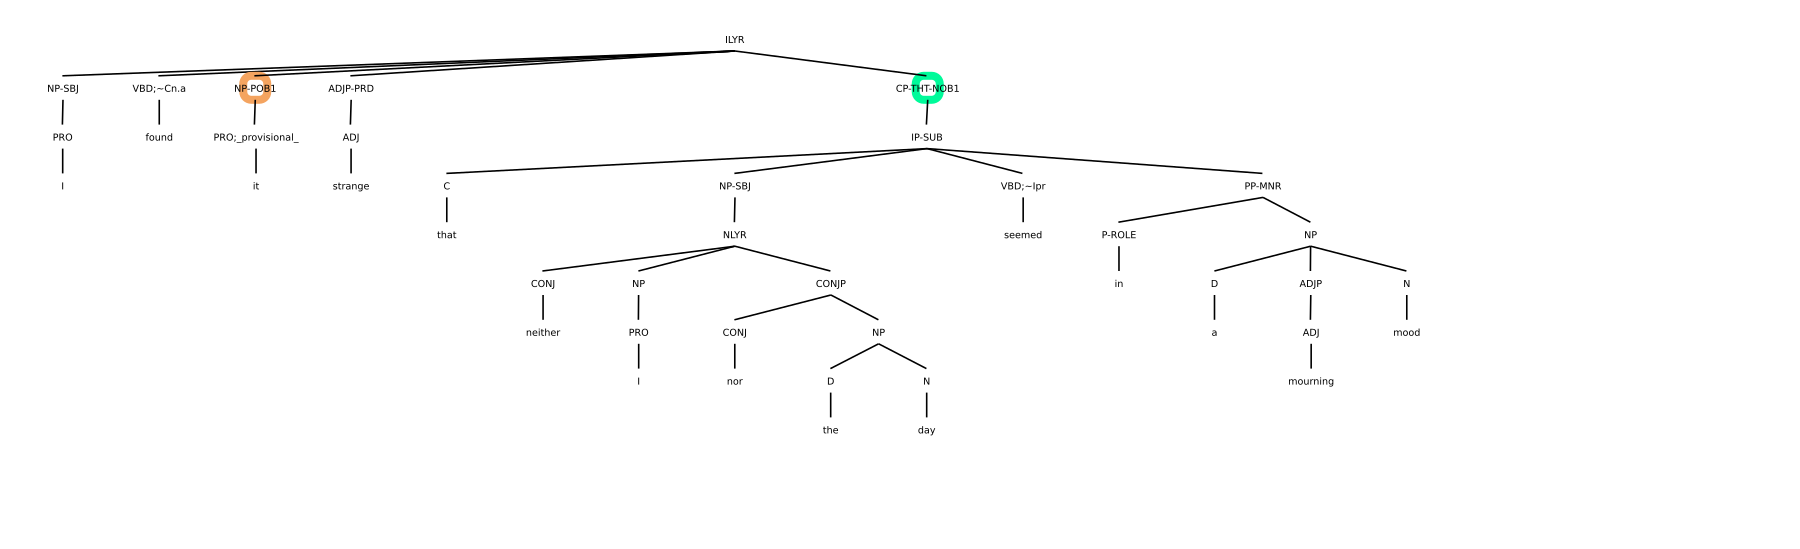 ILYR
NP-SBJ VBD;~Cn.a NP-POB1 ADJP-PRD CP-THT-NOB1
PRO found PRO;_provisional_ ADJ IP-SUB
I it strange C NP-SBJ VBD;~Ipr PP-MNR
that NLYR seemed P-ROLE NP
CONJ NP CONJP in D ADJP N
neither PRO CONJ NP a ADJ mood
I nor D N mourning
the day